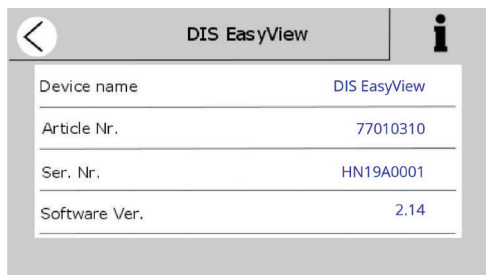 DIS EasyView
Device name DIS EasyView
Article Nr. 77010310
Ser. Nr. HN19A0001
Software Ver. 2.14